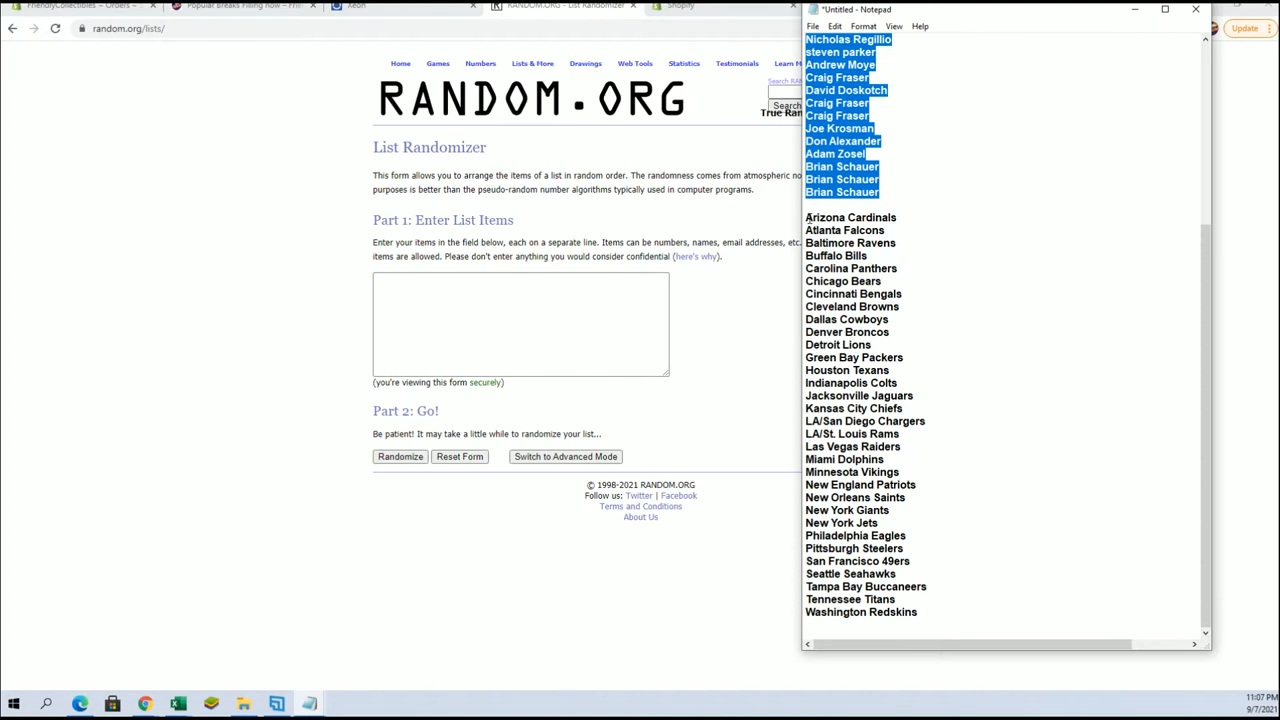 FriendlyCollectibles ~ Orders ~ S
Popular Breaks Filling Now – Frie
Xeon
RANDOM.ORG - List Randomizer
Shopify
random.org/lists/
Update
Home
Games
Numbers
Lists & More
Drawings
Web Tools
Statistics
Testimonials
Learn M
RANDOM.ORG
Search RAN
Search
True Ran
List Randomizer
This form allows you to arrange the items of a list in random order. The randomness comes from atmospheric no
purposes is better than the pseudo-random number algorithms typically used in computer programs.
Part 1: Enter List Items
Enter your items in the field below, each on a separate line. Items can be numbers, names, email addresses, etc.
items are allowed. Please don't enter anything you would consider confidential (here's why).
(you're viewing this form securely)
Part 2: Go!
Be patient! It may take a little while to randomize your list...
Randomize
Reset Form
Switch to Advanced Mode
© 1998-2021 RANDOM.ORG
Follow us: Twitter | Facebook
Terms and Conditions
About Us
*Untitled - Notepad
File
Edit
Format
View
Help
Nicholas Regillio
steven parker
Andrew Moye
Craig Fraser
David Doskotch
Craig Fraser
Craig Fraser
Joe Krosman
Don Alexander
Adam Zosel
Brian Schauer
Brian Schauer
Brian Schauer
Arizona Cardinals
Atlanta Falcons
Baltimore Ravens
Buffalo Bills
Carolina Panthers
Chicago Bears
Cincinnati Bengals
Cleveland Browns
Dallas Cowboys
Denver Broncos
Detroit Lions
Green Bay Packers
Houston Texans
Indianapolis Colts
Jacksonville Jaguars
Kansas City Chiefs
LA/San Diego Chargers
LA/St. Louis Rams
Las Vegas Raiders
Miami Dolphins
Minnesota Vikings
New England Patriots
New Orleans Saints
New York Giants
New York Jets
Philadelphia Eagles
Pittsburgh Steelers
San Francisco 49ers
Seattle Seahawks
Tampa Bay Buccaneers
Tennessee Titans
Washington Redskins
11:07 PM
9/7/2021